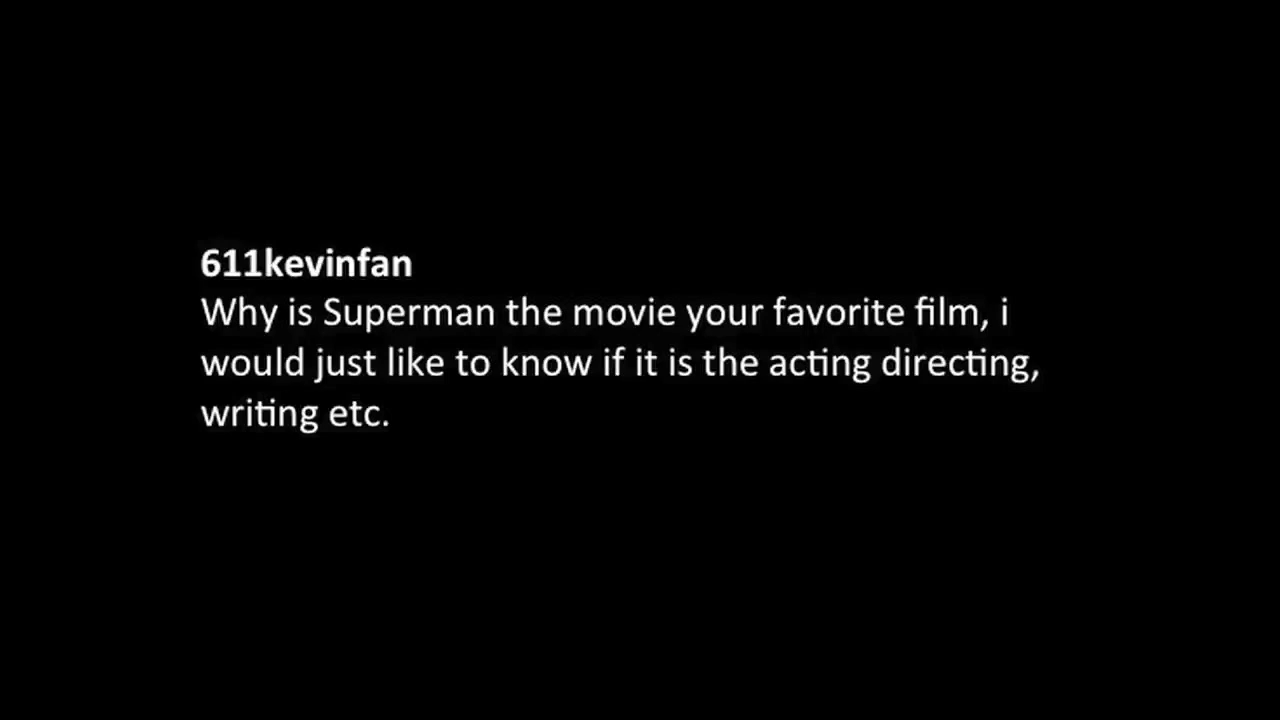 611kevinfan
Why is Superman the movie your favorite film, i
would just like to know if it is the acting directing,
writing etc.